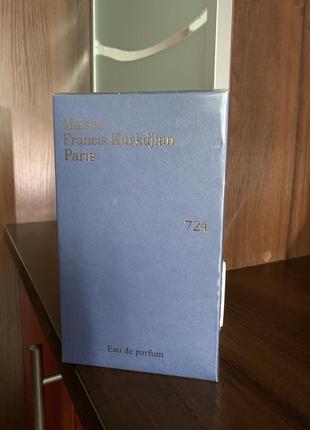 Maison
Francis Kurkdjian
Paris
724
Eau de parfum